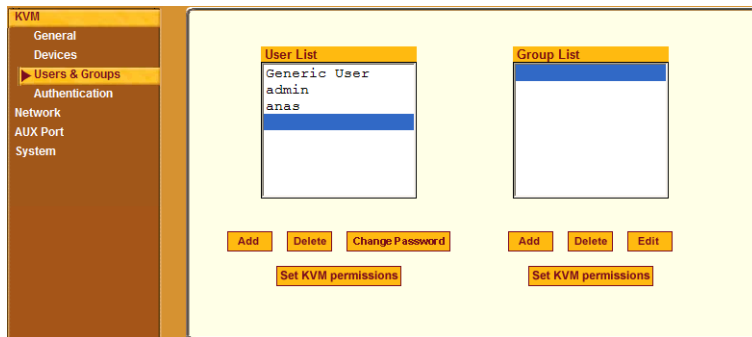 KVM
General
Devices
Users & Groups
Authentication
Network
AUX Port
System
User List
Generic User
admin
anas
Add
Delete
Change Password
Set KVM permissions
Group List
Add
Delete
Edit
Set KVM permissions